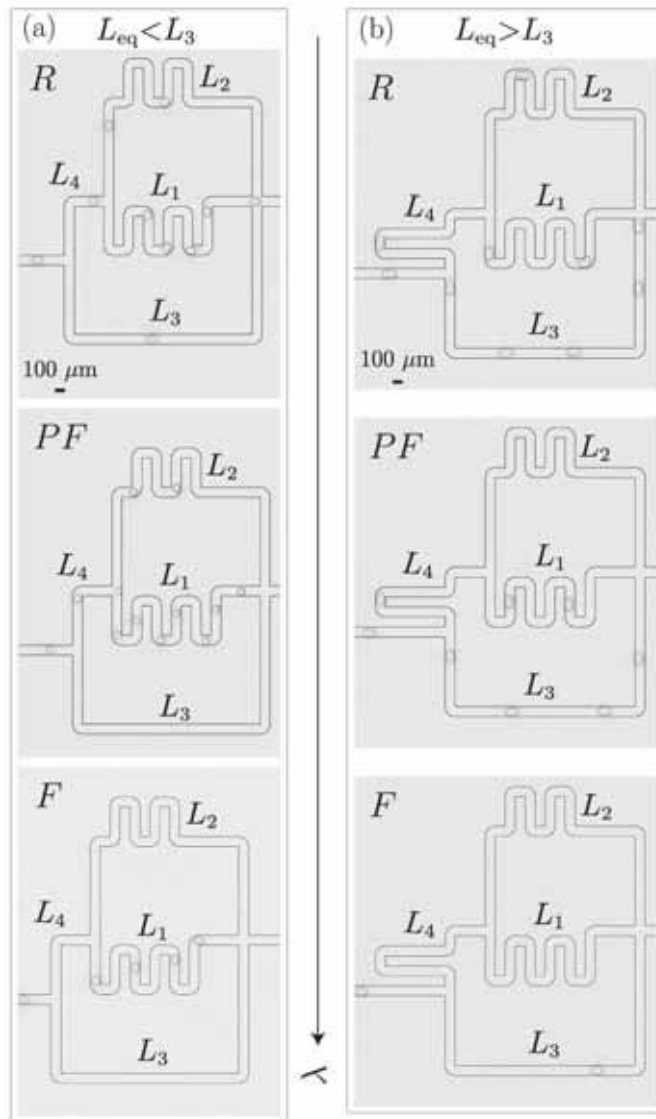 (a) L_eq<L_3
R
L_2
L_4
L_1
L_3
100 μm
PF
L_2
L_4
L_1
L_3
F
L_2
L_4
L_1
L_3
λ
(b) L_eq>L_3
R
L_2
L_4
L_1
L_3
100 μm
PF
L_2
L_4
L_1
L_3
F
L_2
L_4
L_1
L_3